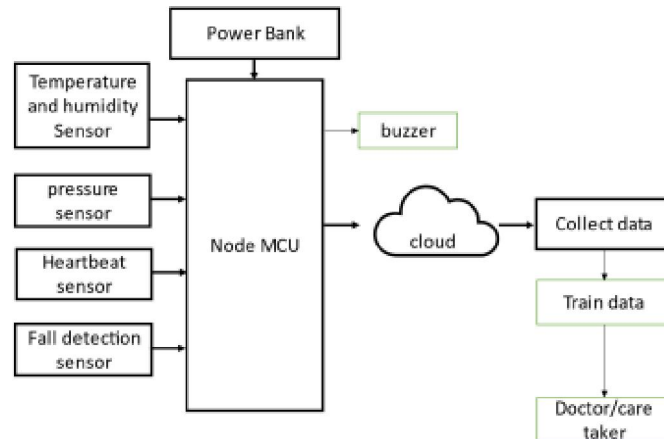 Power Bank
Temperature
and humidity
Sensor
buzzer
pressure
sensor
Node MCU
cloud
Collect data
Heartbeat
sensor
Train data
Fall detection
sensor
Doctor/care
taker